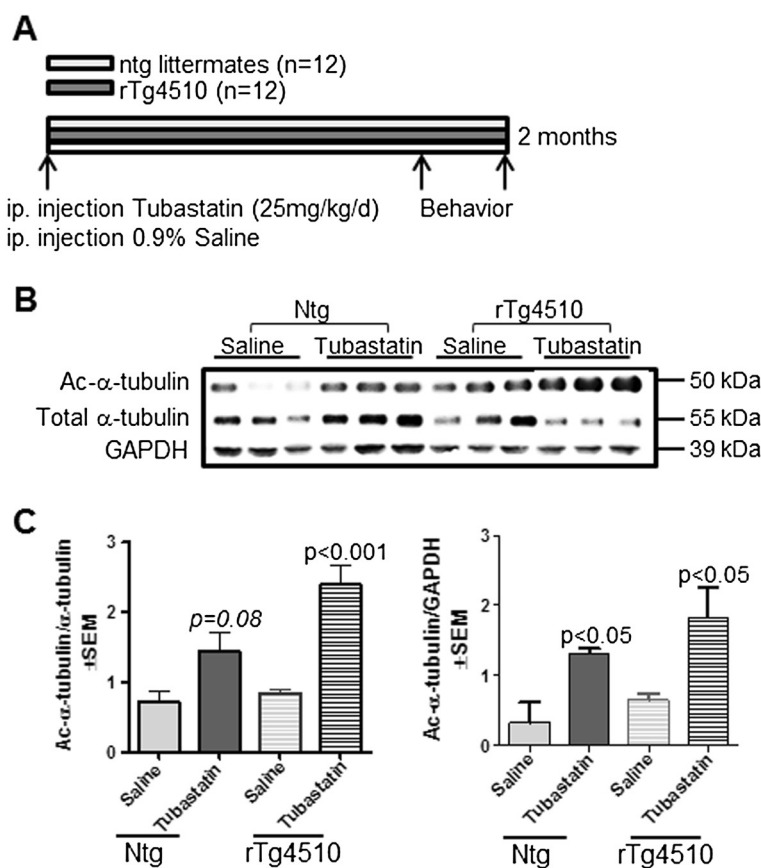 A
ntg littermates (n=12)
rTg4510 (n=12)
2 months
ip. injection Tubastatin (25mg/kg/d) Behavior
ip. injection 0.9% Saline
B
Ntg rTg4510
Saline Tubastatin Saline Tubastatin
Ac-α-tubulin 50 kDa
Total α-tubulin 55 kDa
GAPDH 39 kDa
C
Ac-α-tubulin/α-tubulin
±SEM
3
2
1
0
p=0.08
p<0.001
Saline
Tubastatin
Saline
Tubastatin
Ntg rTg4510
Ac-α-tubulin/GAPDH
±SEM
3
2
1
0
p<0.05
p<0.05
Saline
Tubastatin
Saline
Tubastatin
Ntg rTg4510